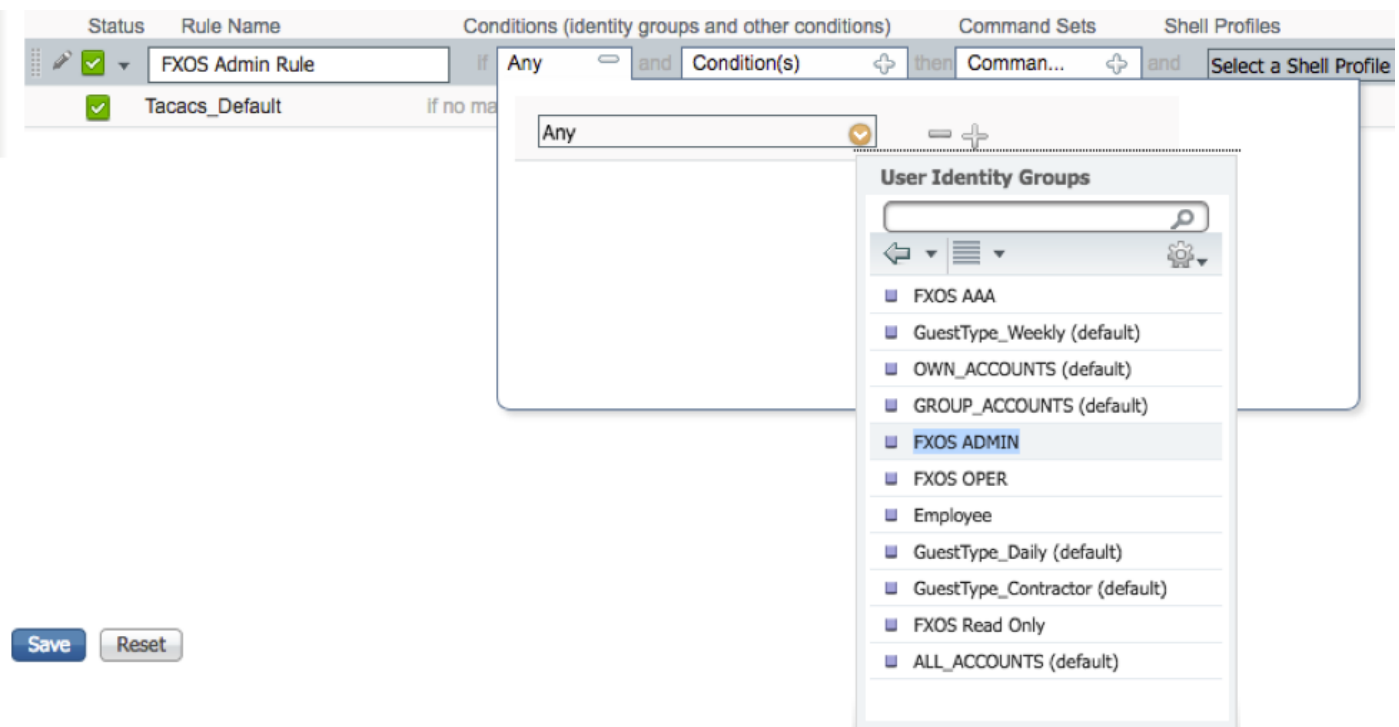 Status Rule Name Conditions (identity groups and other conditions) Command Sets Shell Profiles
FXOS Admin Rule if Any and Condition(s) then Comman... and Select a Shell Profile
Tacacs_Default if no ma
Any
User Identity Groups
FXOS AAA
GuestType_Weekly (default)
OWN_ACCOUNTS (default)
GROUP_ACCOUNTS (default)
FXOS ADMIN
FXOS OPER
Employee
GuestType_Daily (default)
GuestType_Contractor (default)
FXOS Read Only
ALL_ACCOUNTS (default)
Save Reset